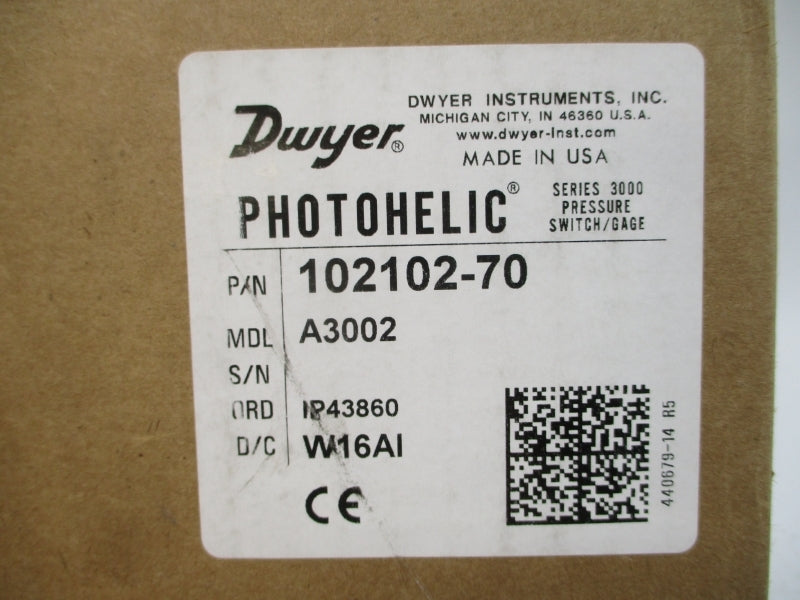 Dwyer®
DWYER INSTRUMENTS, INC.
MICHIGAN CITY, IN 46360 U.S.A.
www.dwyer-inst.com
MADE IN USA
PHOTOHELIC®
SERIES 3000
PRESSURE
SWITCH/GAGE
P/N 102102-70
MDL A3002
S/N
ORD IP43860
D/C W16AI
CE
440679-14 R5